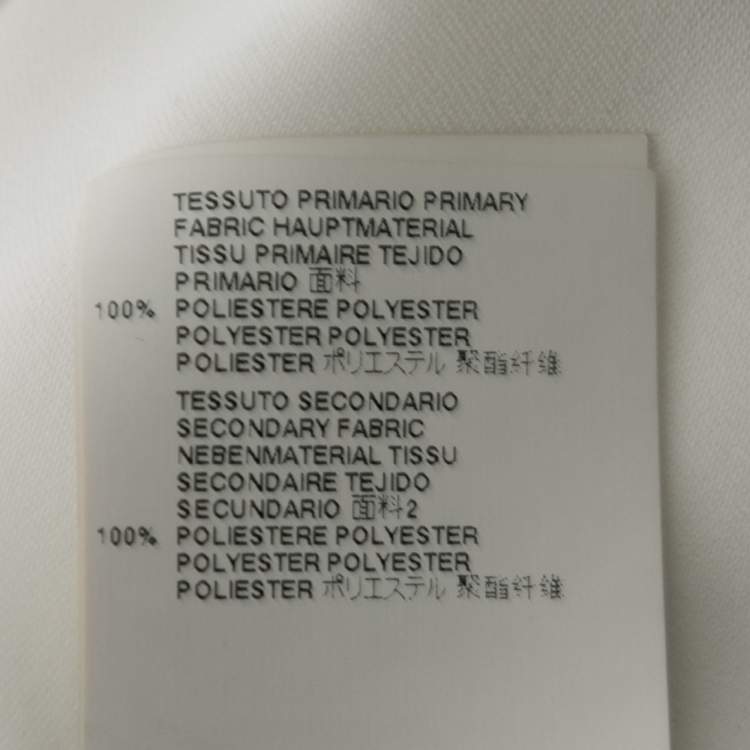 TESSUTO PRIMARIO PRIMARY
FABRIC HAUPTMATERIAL
TISSU PRIMAIRE TEJIDO
PRIMARIO 面料
100% POLIESTERE POLYESTER
POLYESTER POLYESTER
POLIESTER ポリエステル 聚酯纤维
TESSUTO SECONDARIO
SECONDARY FABRIC
NEBENMATERIAL TISSU
SECONDAIRE TEJIDO
SECUNDARIO 面料2
100% POLIESTERE POLYESTER
POLYESTER POLYESTER
POLIESTER ポリエステル 聚酯纤维